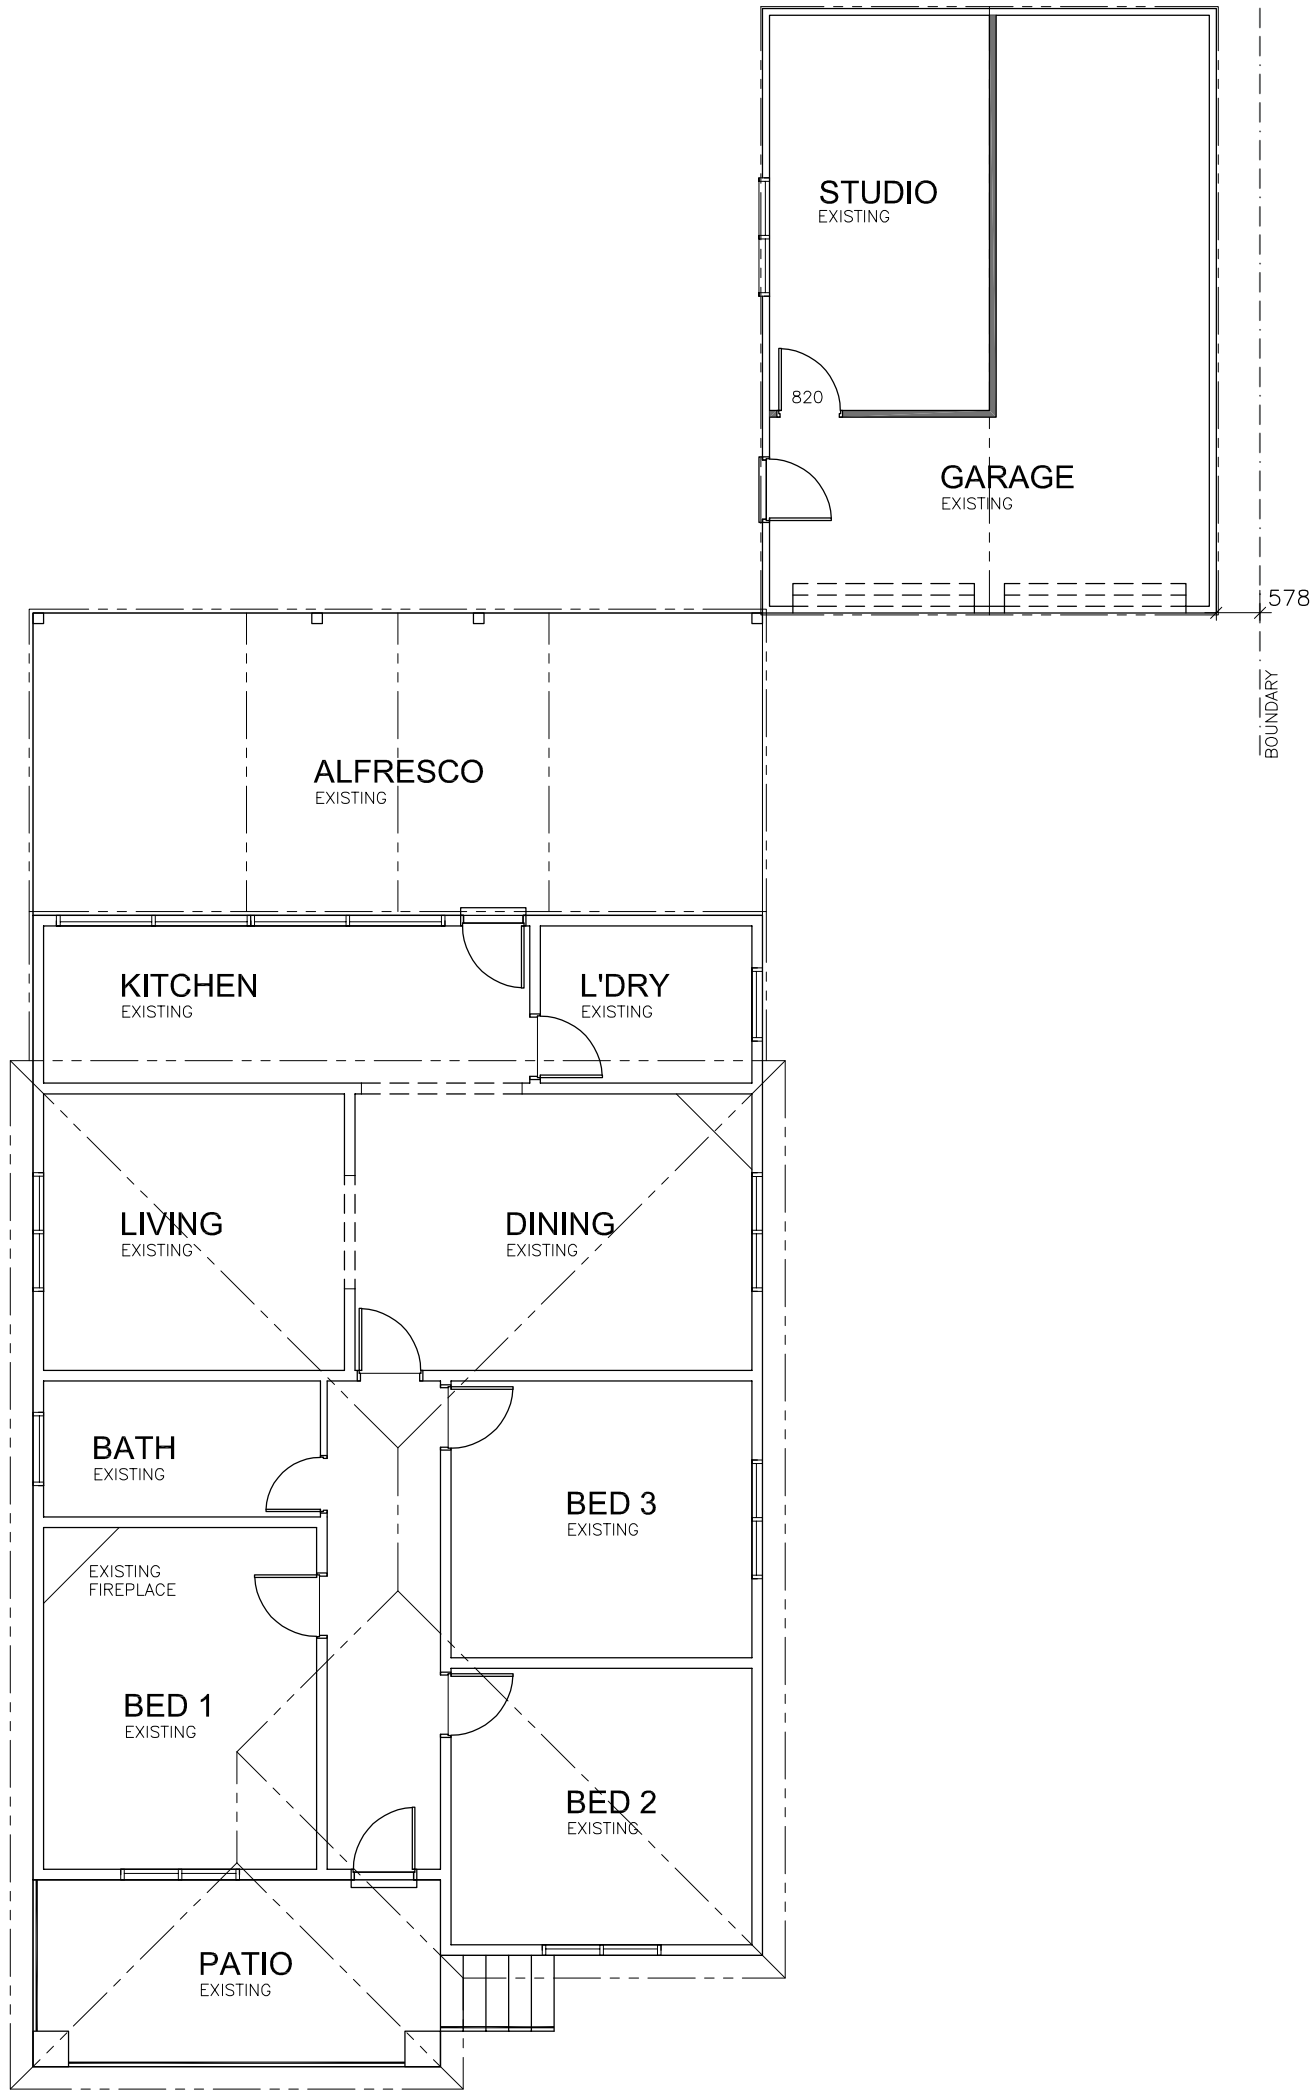 STUDIO
EXISTING
820
GARAGE
EXISTING
578
BOUNDARY
ALFRESCO
EXISTING
KITCHEN
EXISTING
L'DRY
EXISTING
LIVING
EXISTING
DINING
EXISTING
BATH
EXISTING
BED 3
EXISTING
EXISTING
FIREPLACE
BED 1
EXISTING
BED 2
EXISTING
PATIO
EXISTING